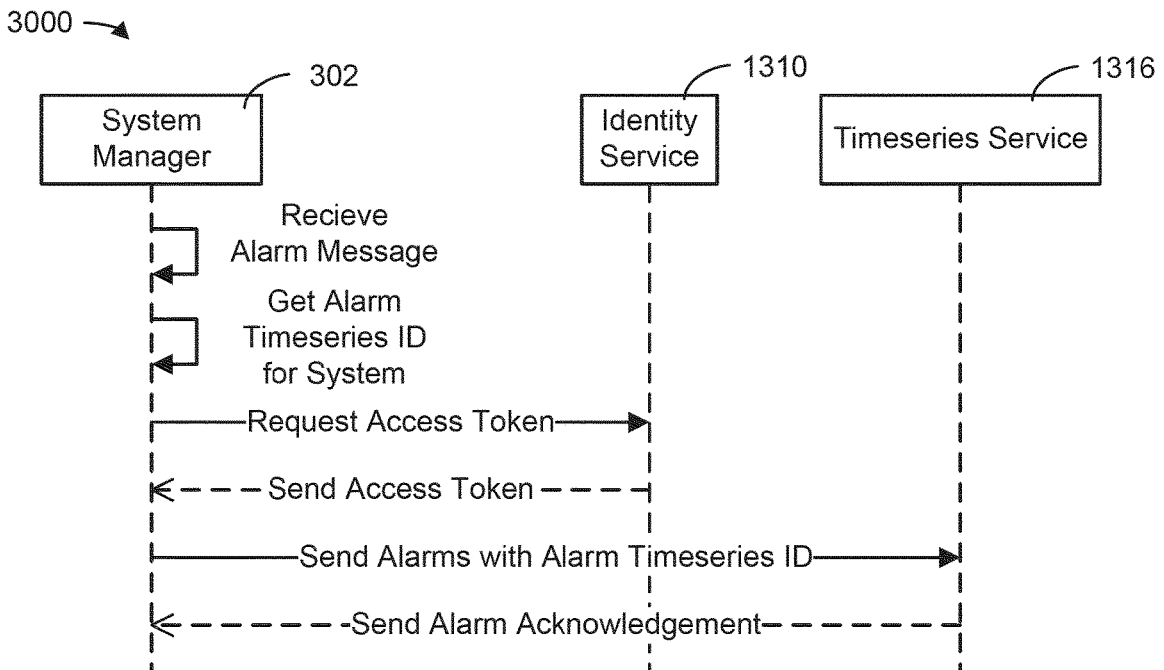 3000
302
1310
1316
System
Manager
Identity
Service
Timeseries Service
Recieve
Alarm Message
Get Alarm
Timeseries ID
for System
Request Access Token
Send Access Token
Send Alarms with Alarm Timeseries ID
Send Alarm Acknowledgement